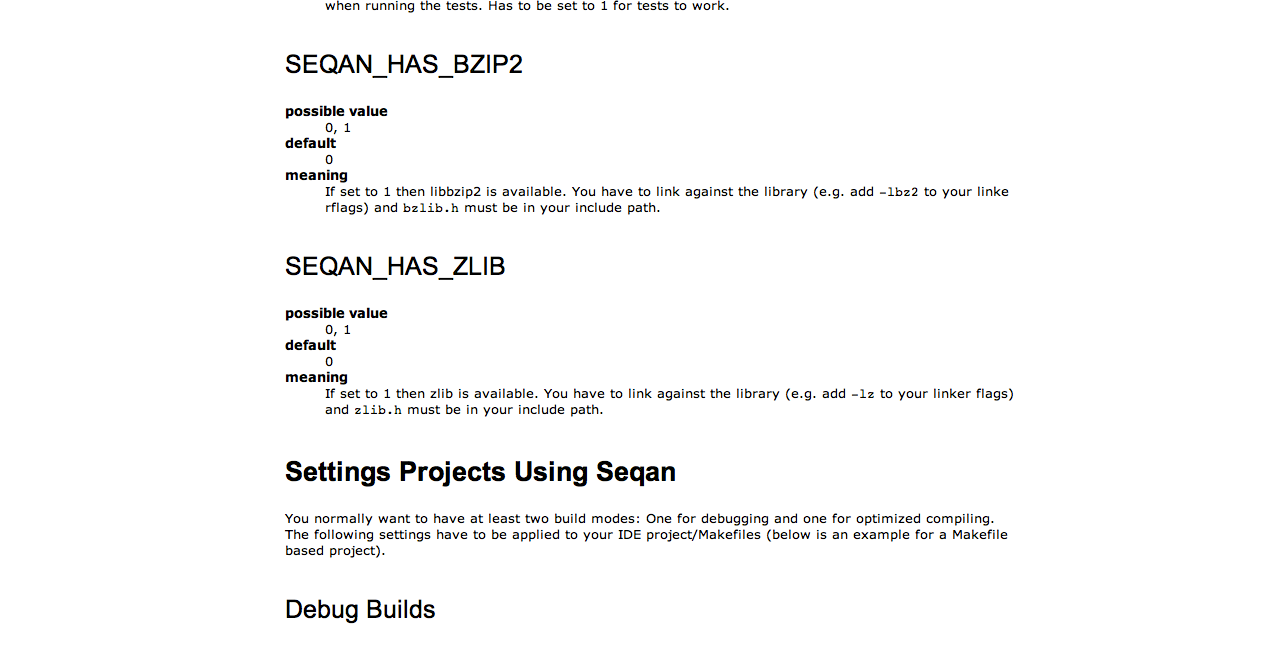 when running the tests. Has to be set to 1 for tests to work.
SEQAN_HAS_BZIP2
possible value
0, 1
default
0
meaning
If set to 1 then libbzip2 is available. You have to link against the library (e.g. add -lbz2 to your linke
rflags) and bzlib.h must be in your include path.
SEQAN_HAS_ZLIB
possible value
0, 1
default
0
meaning
If set to 1 then zlib is available. You have to link against the library (e.g. add -lz to your linker flags)
and zlib.h must be in your include path.
Settings Projects Using Seqan
You normally want to have at least two build modes: One for debugging and one for optimized compiling.
The following settings have to be applied to your IDE project/Makefiles (below is an example for a Makefile
based project).
Debug Builds